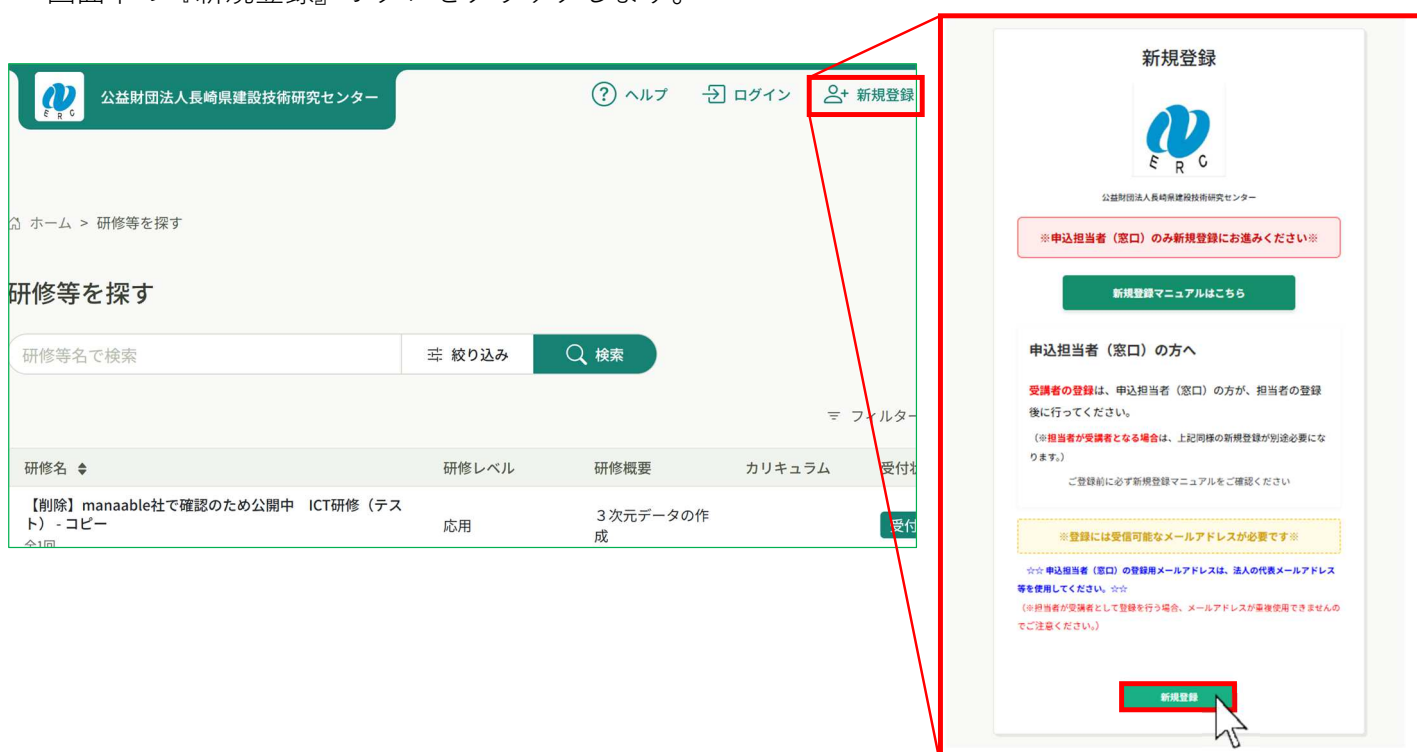 公益財団法人長崎県建設技術研究センター
ERC
ヘルプ
ログイン
新規登録
ホーム > 研修等を探す
研修等を探す
研修等名で検索
絞り込み
検索
フィルター
研修名
研修レベル
研修概要
カリキュラム
受付
【削除】manaable社で確認のため公開中 ICT研修（テス
ト） - コピー
応用
３次元データの作
成
受付
新規登録
ERC
公益財団法人長崎県建設技術研究センター
※申込担当者（窓口）のみ新規登録にお進みください※
新規登録マニュアルはこちら
申込担当者（窓口）の方へ
受講者の登録は、申込担当者（窓口）の方が、担当者の登録
後に行ってください。
（※担当者が受講者となる場合は、上記同様の新規登録が別途必要にな
ります。）
ご登録前に必ず新規登録マニュアルをご確認ください
※登録には受信可能なメールアドレスが必要です※
☆☆ 申込担当者（窓口）の登録用メールアドレスは、法人の代表メールアドレス
等を使用してください。☆☆
（※担当者が受講者として登録を行う場合、メールアドレスが重複使用できませんの
でご注意ください。）
新規登録